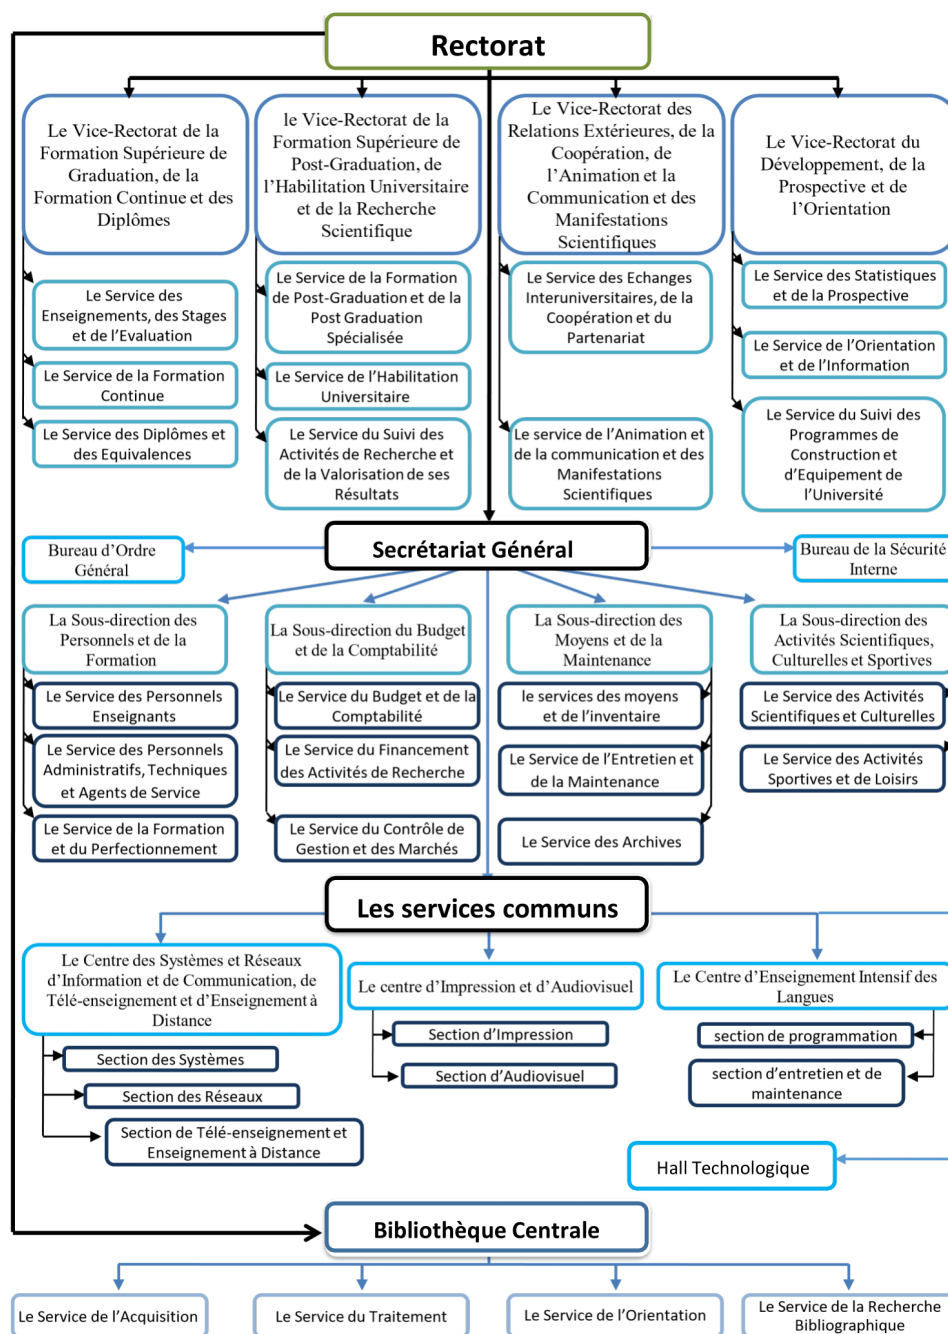 Rectorat
Le Vice-Rectorat de la
Formation Supérieure de
Graduation, de la
Formation Continue et des
Diplômes
le Vice-Rectorat de la
Formation Supérieure de
Post-Graduation, de
l'Habilitation Universitaire
et de la Recherche
Scientifique
Le Vice-Rectorat des
Relations Extérieures, de la
Coopération, de
l'Animation et la
Communication et des
Manifestations
Scientifiques
Le Vice-Rectorat du
Développement, de la
Prospective et de
l'Orientation
Le Service des
Enseignements, des Stages
et de l'Evaluation
Le Service de la Formation
Continue
Le Service des Diplômes et
des Equivalences
Le Service de la Formation
de Post-Graduation et de la
Post Graduation
Spécialisée
Le Service de l'Habilitation
Universitaire
Le Service du Suivi des
Activités de Recherche et
de la Valorisation de ses
Résultats
Le Service des Echanges
Interuniversitaires, de la
Coopération et du
Partenariat
Le service de l'Animation et
de la communication et des
Manifestations
Scientifiques
Le Service des Statistiques
et de la Prospective
Le Service de l'Orientation
et de l'Information
Le Service du Suivi des
Programmes de
Construction et
d'Equipement de
l'Université
Secrétariat Général
Bureau d'Ordre
Général
Bureau de la Sécurité
Interne
La Sous-direction des
Personnels et de la
Formation
La Sous-direction du Budget
et de la Comptabilité
La Sous-direction des
Moyens et de la
Maintenance
La Sous-direction des
Activités Scientifiques,
Culturelles et Sportives
Le Service des Personnels
Enseignants
Le Service des Personnels
Administratifs, Techniques
et Agents de Service
Le Service de la Formation
et du Perfectionnement
Le Service du Budget et de la
Comptabilité
Le Service du Financement
des Activités de Recherche
Le Service du Contrôle de
Gestion et des Marchés
le services des moyens
et de l'inventaire
Le Service de l'Entretien et
de la Maintenance
Le Service des Archives
Le Service des Activités
Scientifiques et Culturelles
Le Service des Activités
Sportives et de Loisirs
Les services communs
Le Centre des Systèmes et Réseaux
d'Information et de Communication, de
Télé-enseignement et d'Enseignement à
Distance
Le centre d'Impression et d'Audiovisuel
Le Centre d'Enseignement Intensif des
Langues
Section des Systèmes
Section des Réseaux
Section de Télé-enseignement et
Enseignement à Distance
Section d'Impression
Section d'Audiovisuel
section de programmation
section d'entretien et de
maintenance
Hall Technologique
Bibliothèque Centrale
Le Service de l'Acquisition
Le Service du Traitement
Le Service de l'Orientation
Le Service de la Recherche
Bibliographique